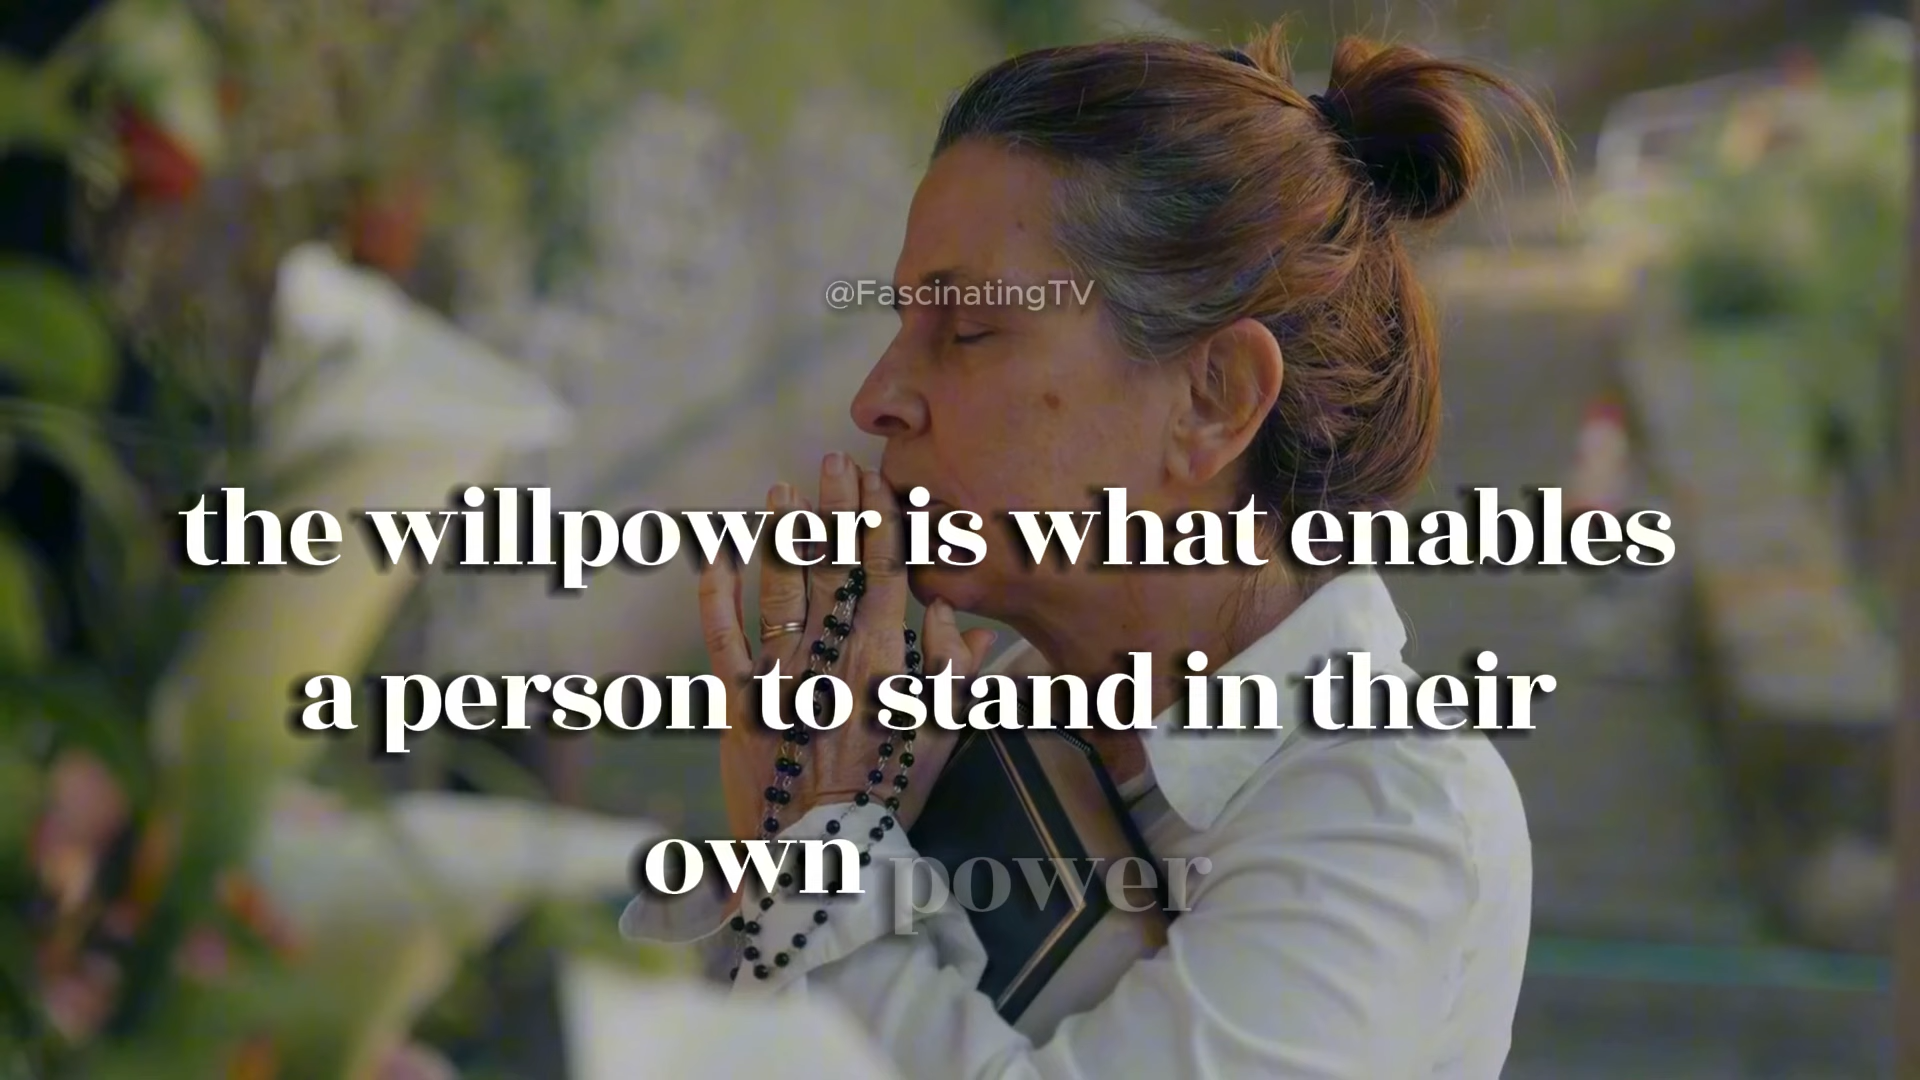 @FascinatingTV
the willpower is what enables
a person to stand in their
own power